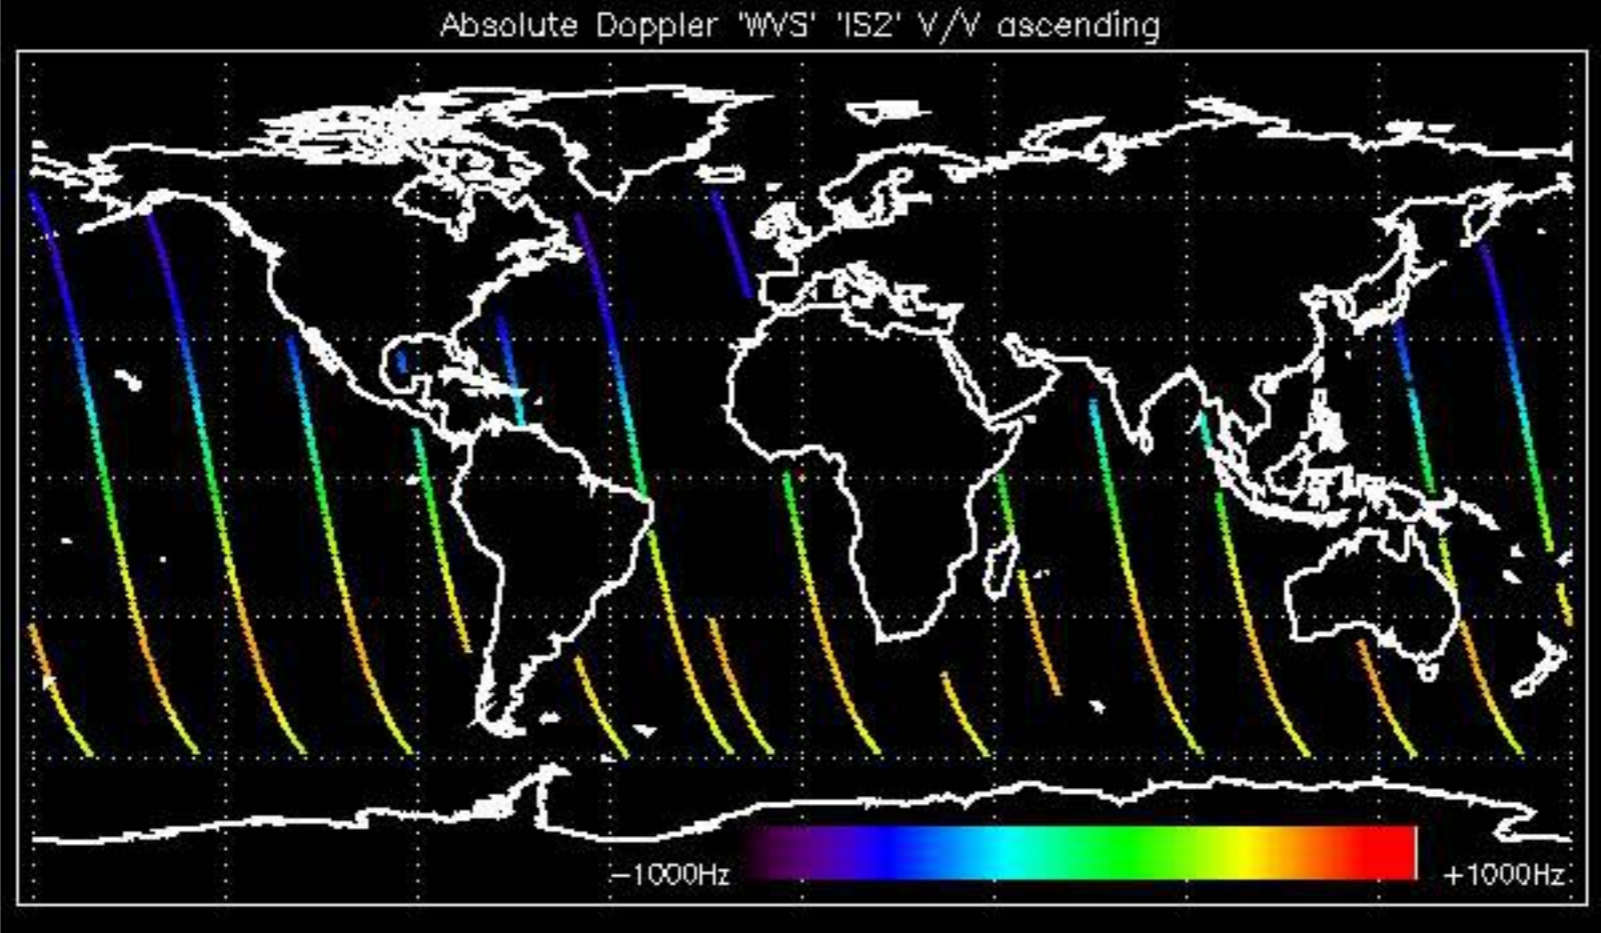 Absolute Doppler 'WVS' 'IS2' V/V ascending
−1000Hz +1000Hz